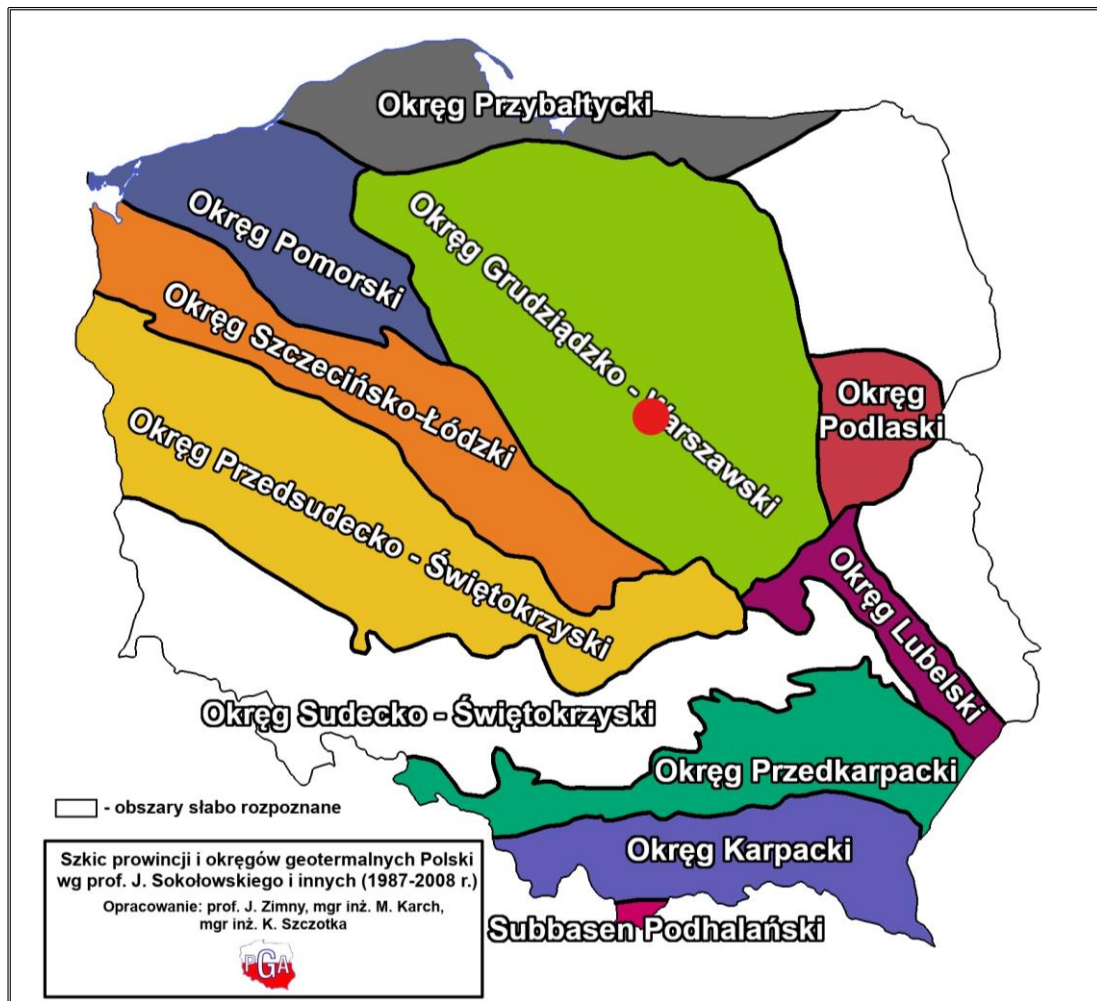 Okręg Przybałtycki
Okręg Pomorski
Okręg Grudziądzko - Warszawski
Okręg Szczecińsko-Łódzki
Okręg
Podlaski
Okręg Przedsudecko - Świętokrzyski
Okręg Lubelski
Okręg Sudecko - Świętokrzyski
Okręg Przedkarpacki
Okręg Karpacki
Subbasen Podhalański
- obszary słabo rozpoznane
Szkic prowincji i okręgów geotermalnych Polski
wg prof. J. Sokołowskiego i innych (1987-2008 r.)
Opracowanie: prof. J. Zimny, mgr inż. M. Karch,
mgr inż. K. Szczotka
PGA